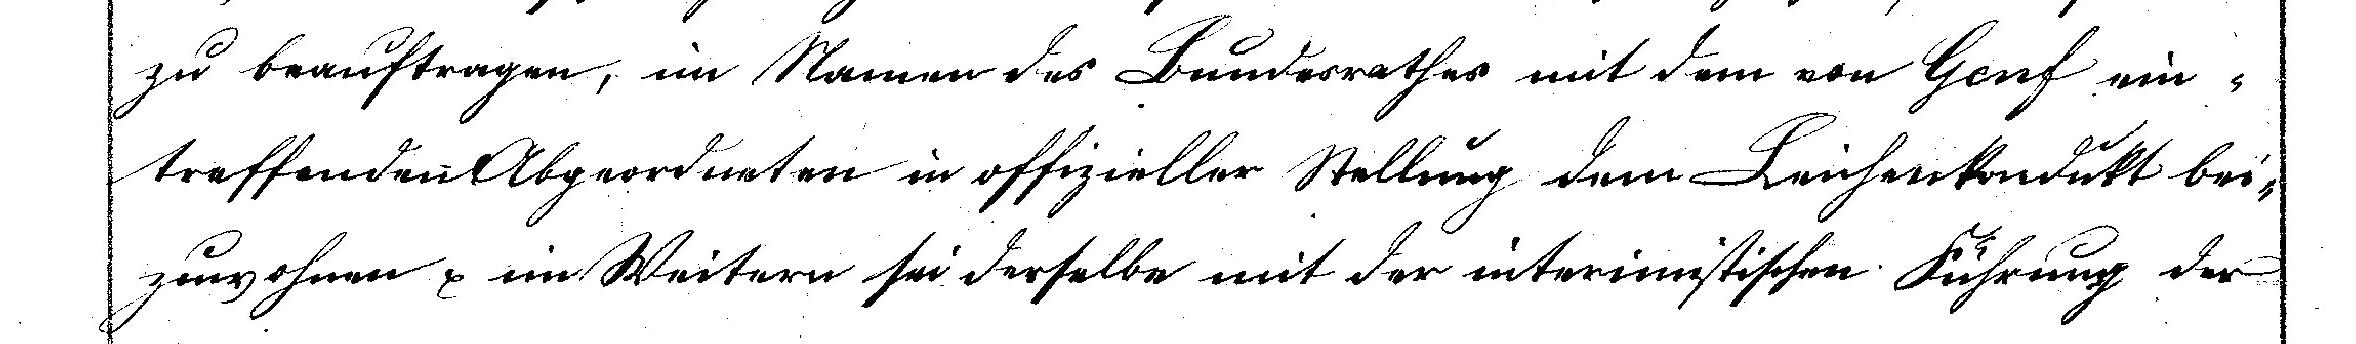 zu beauftragen, im Namen des Bundesrathes mit dem von Genf ein-
treffenden Abgeordneten in offizieller Stellung dem Leichenkondukt bei-
zuwohnen & im Weitern sei derselbe mit der interimistischen Führung der